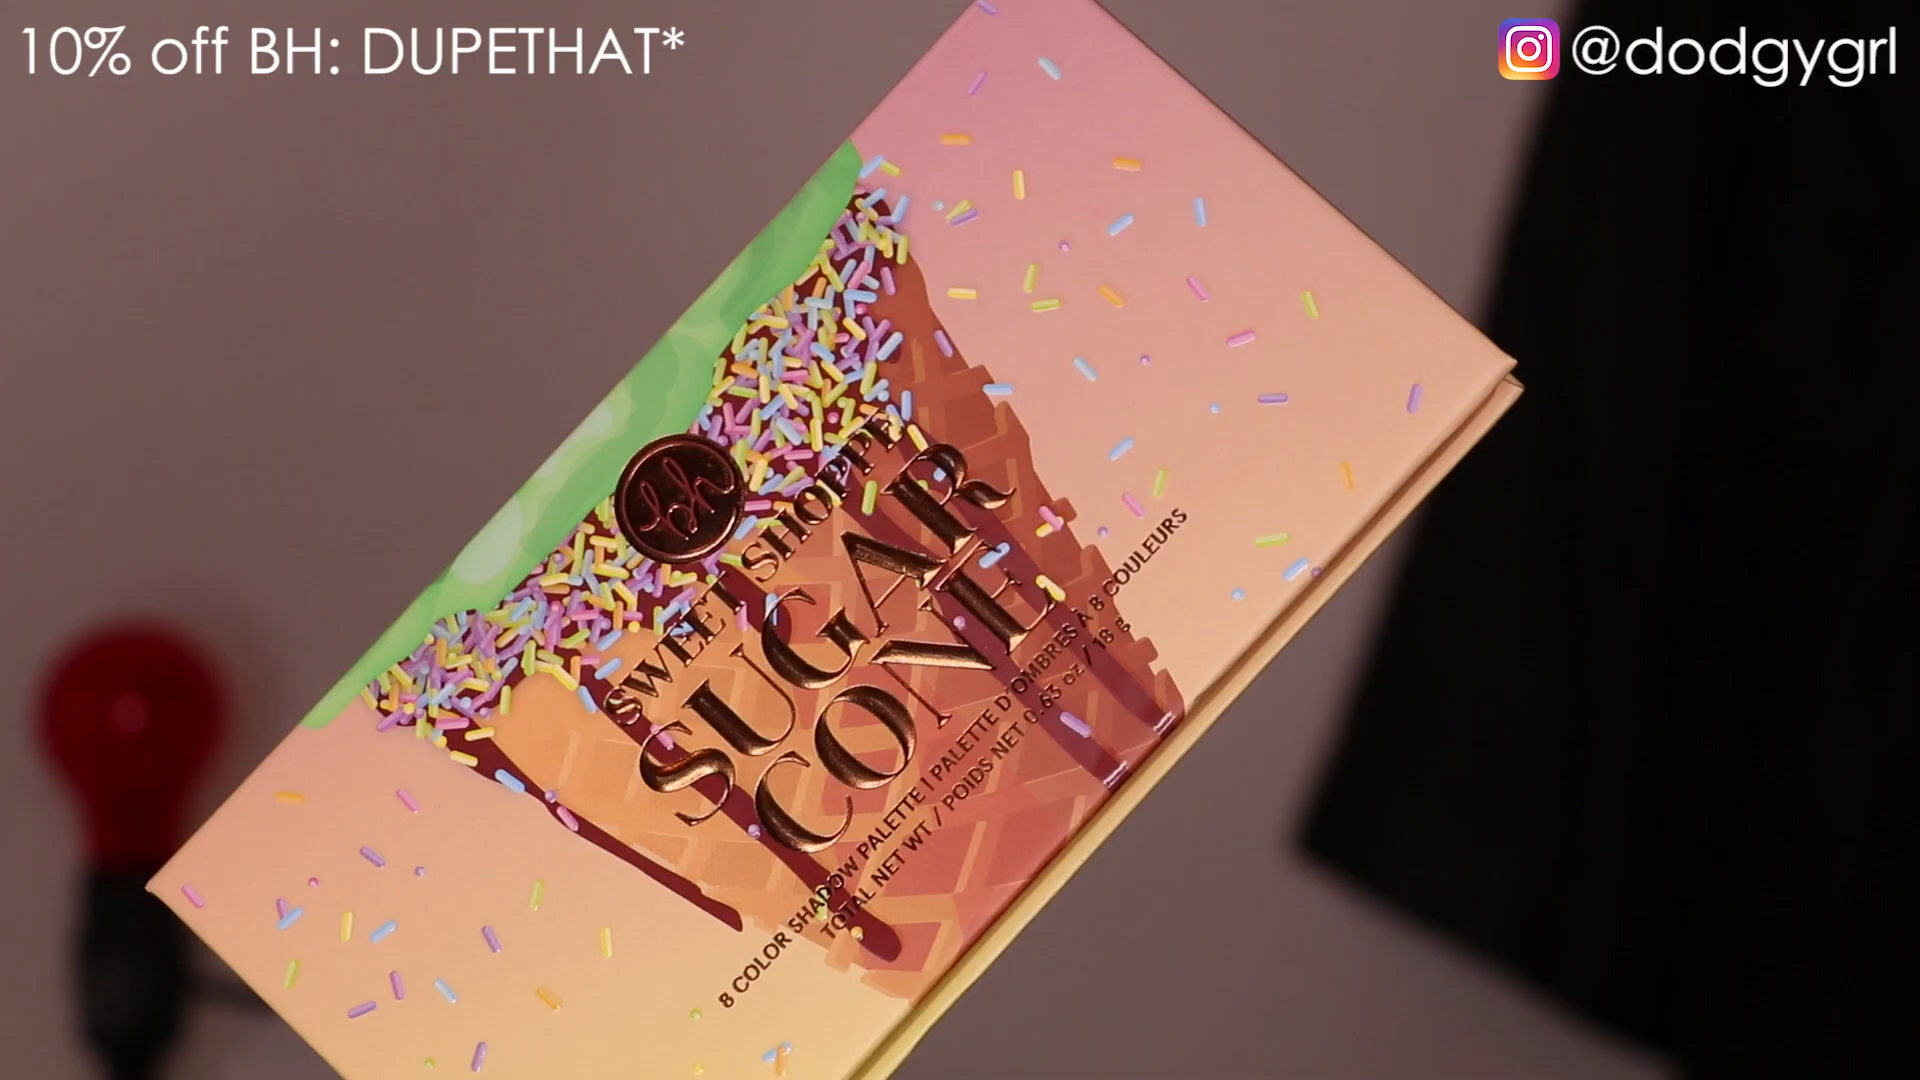 10% off BH: DUPETHAT*
@dodgygrl
bh
SWEET SHOPPE
SUGAR
CONE
8 COLOR SHADOW PALETTE | PALETTE D'OMBRES À 8 COULEURS
TOTAL NET WT / POIDS NET 0.63 oz / 18 g